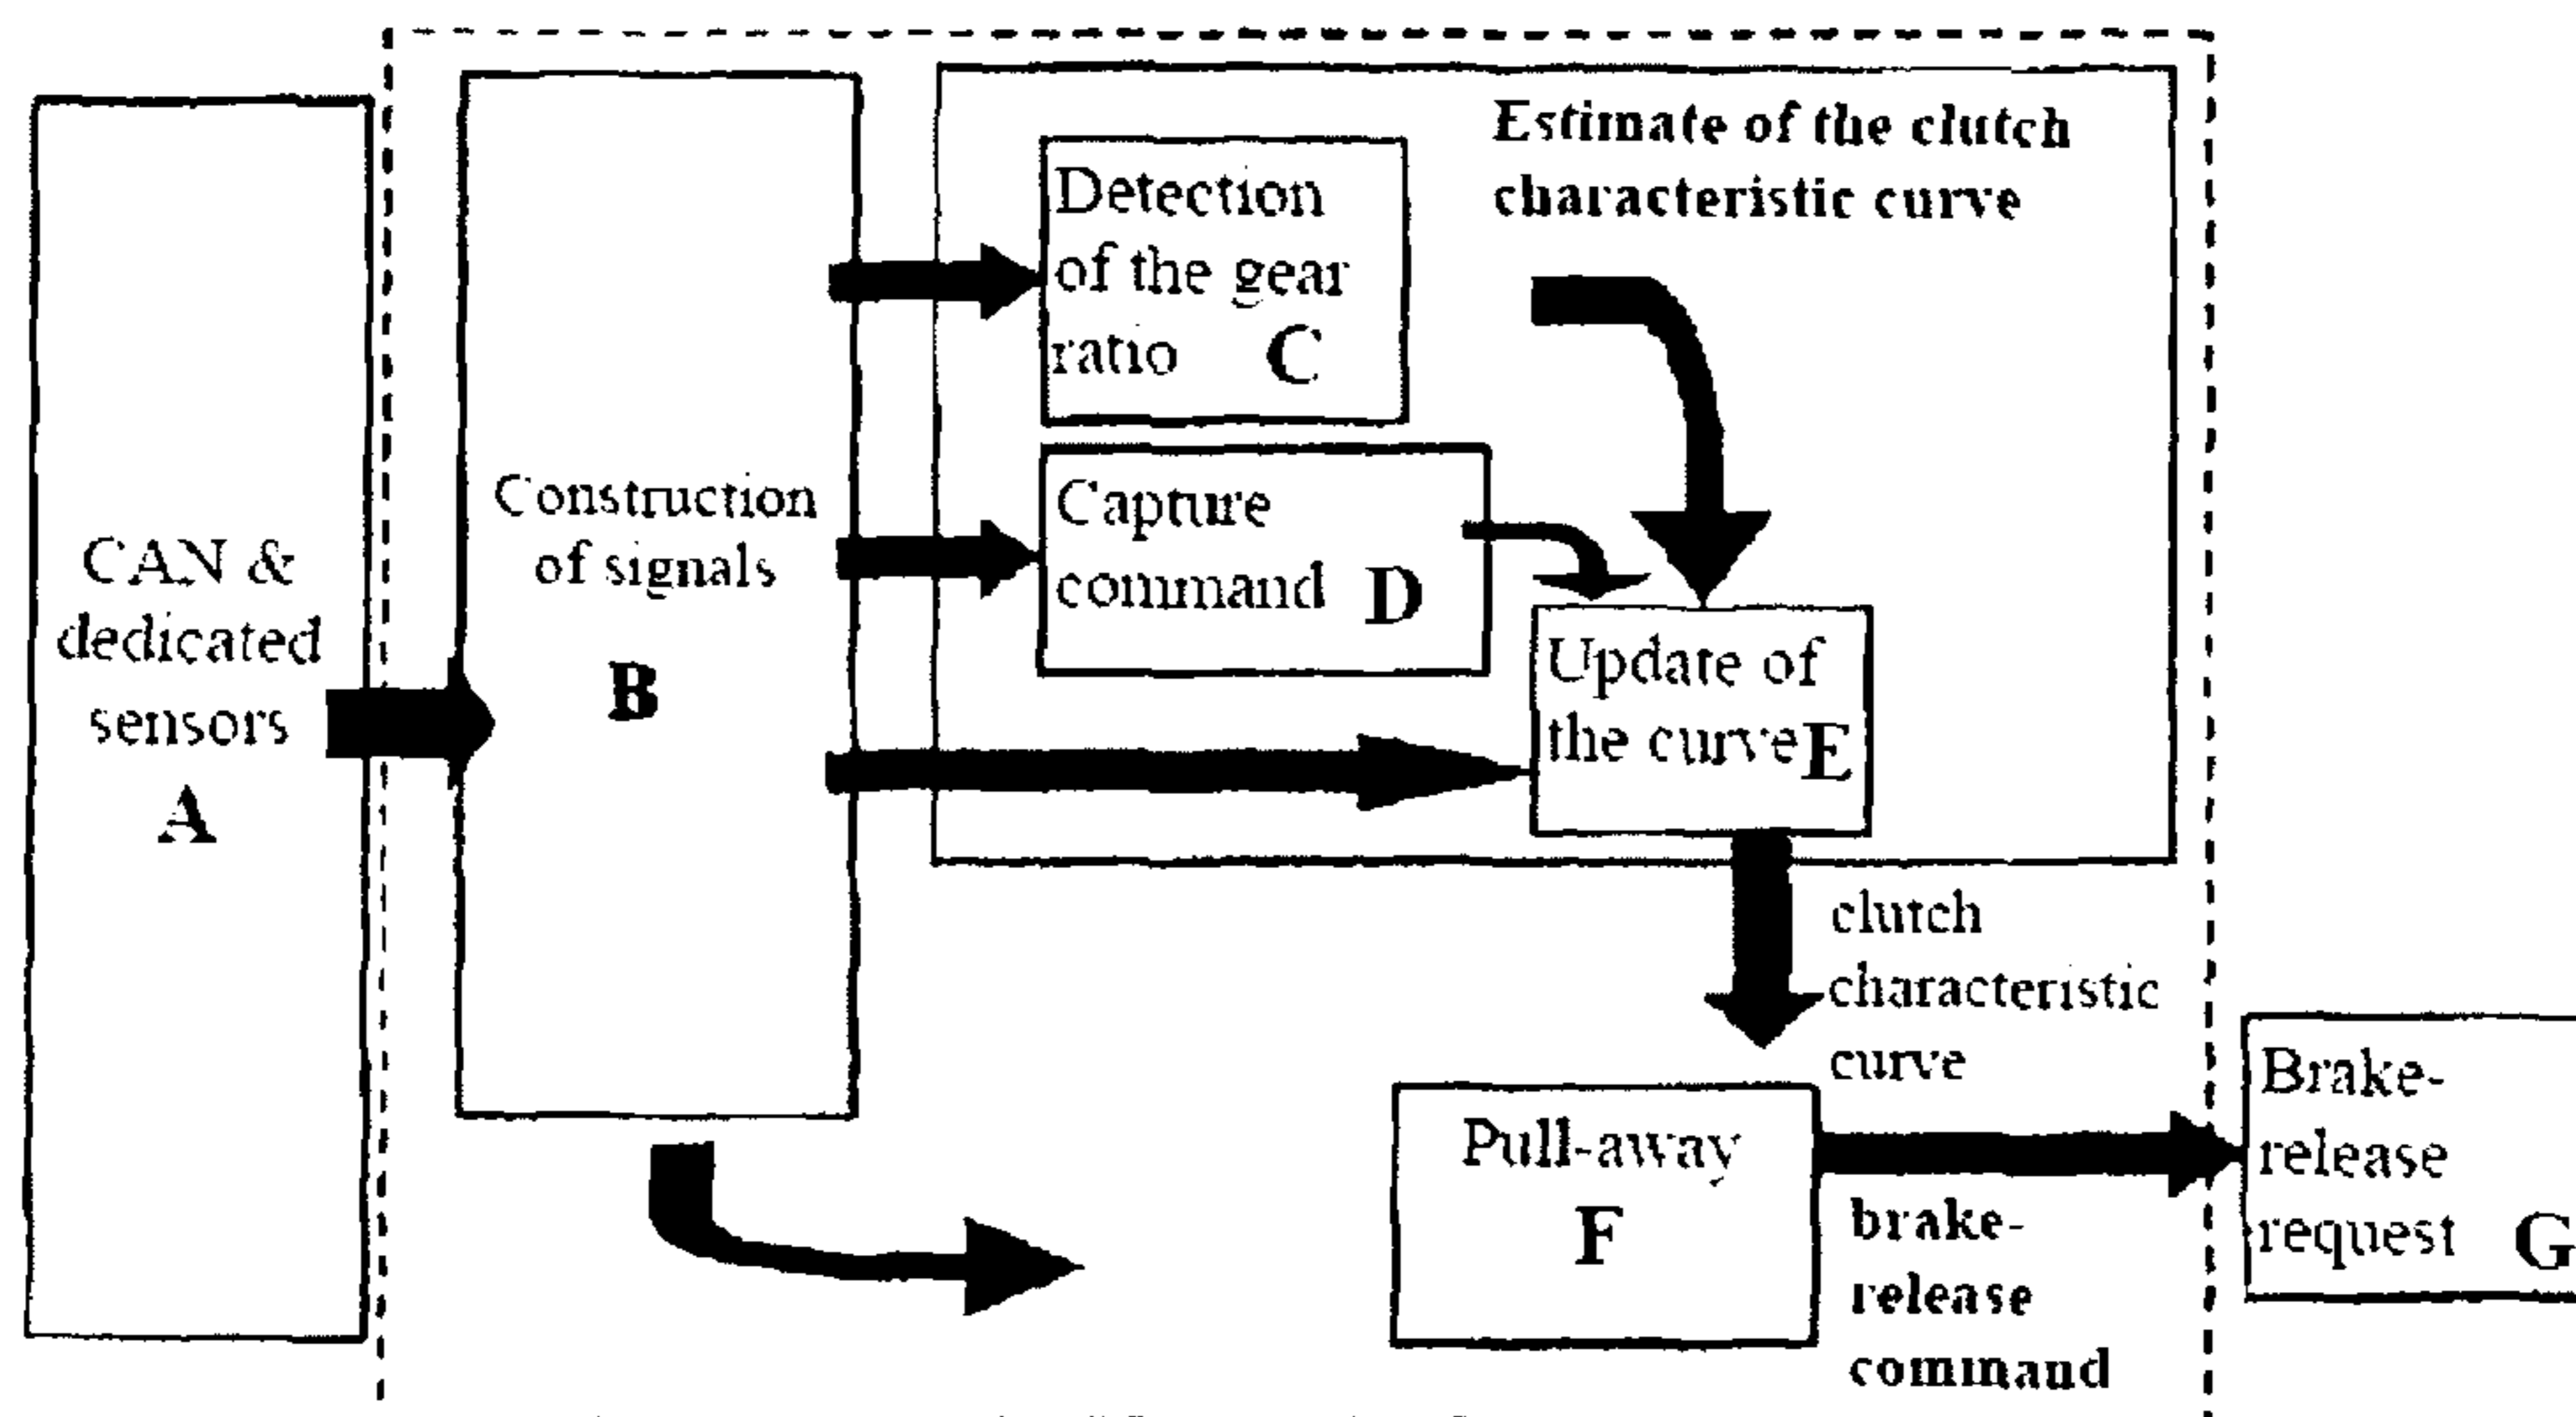 CAN &
dedicated
sensors
A
Construction
of signals
B
Estimate of the clutch
characteristic curve
Detection
of the gear
ratio C
Capture
command D
Update of
the curve E
clutch
characteristic
curve
Pull-away
F
brake-
release
command
Brake-
release
request G